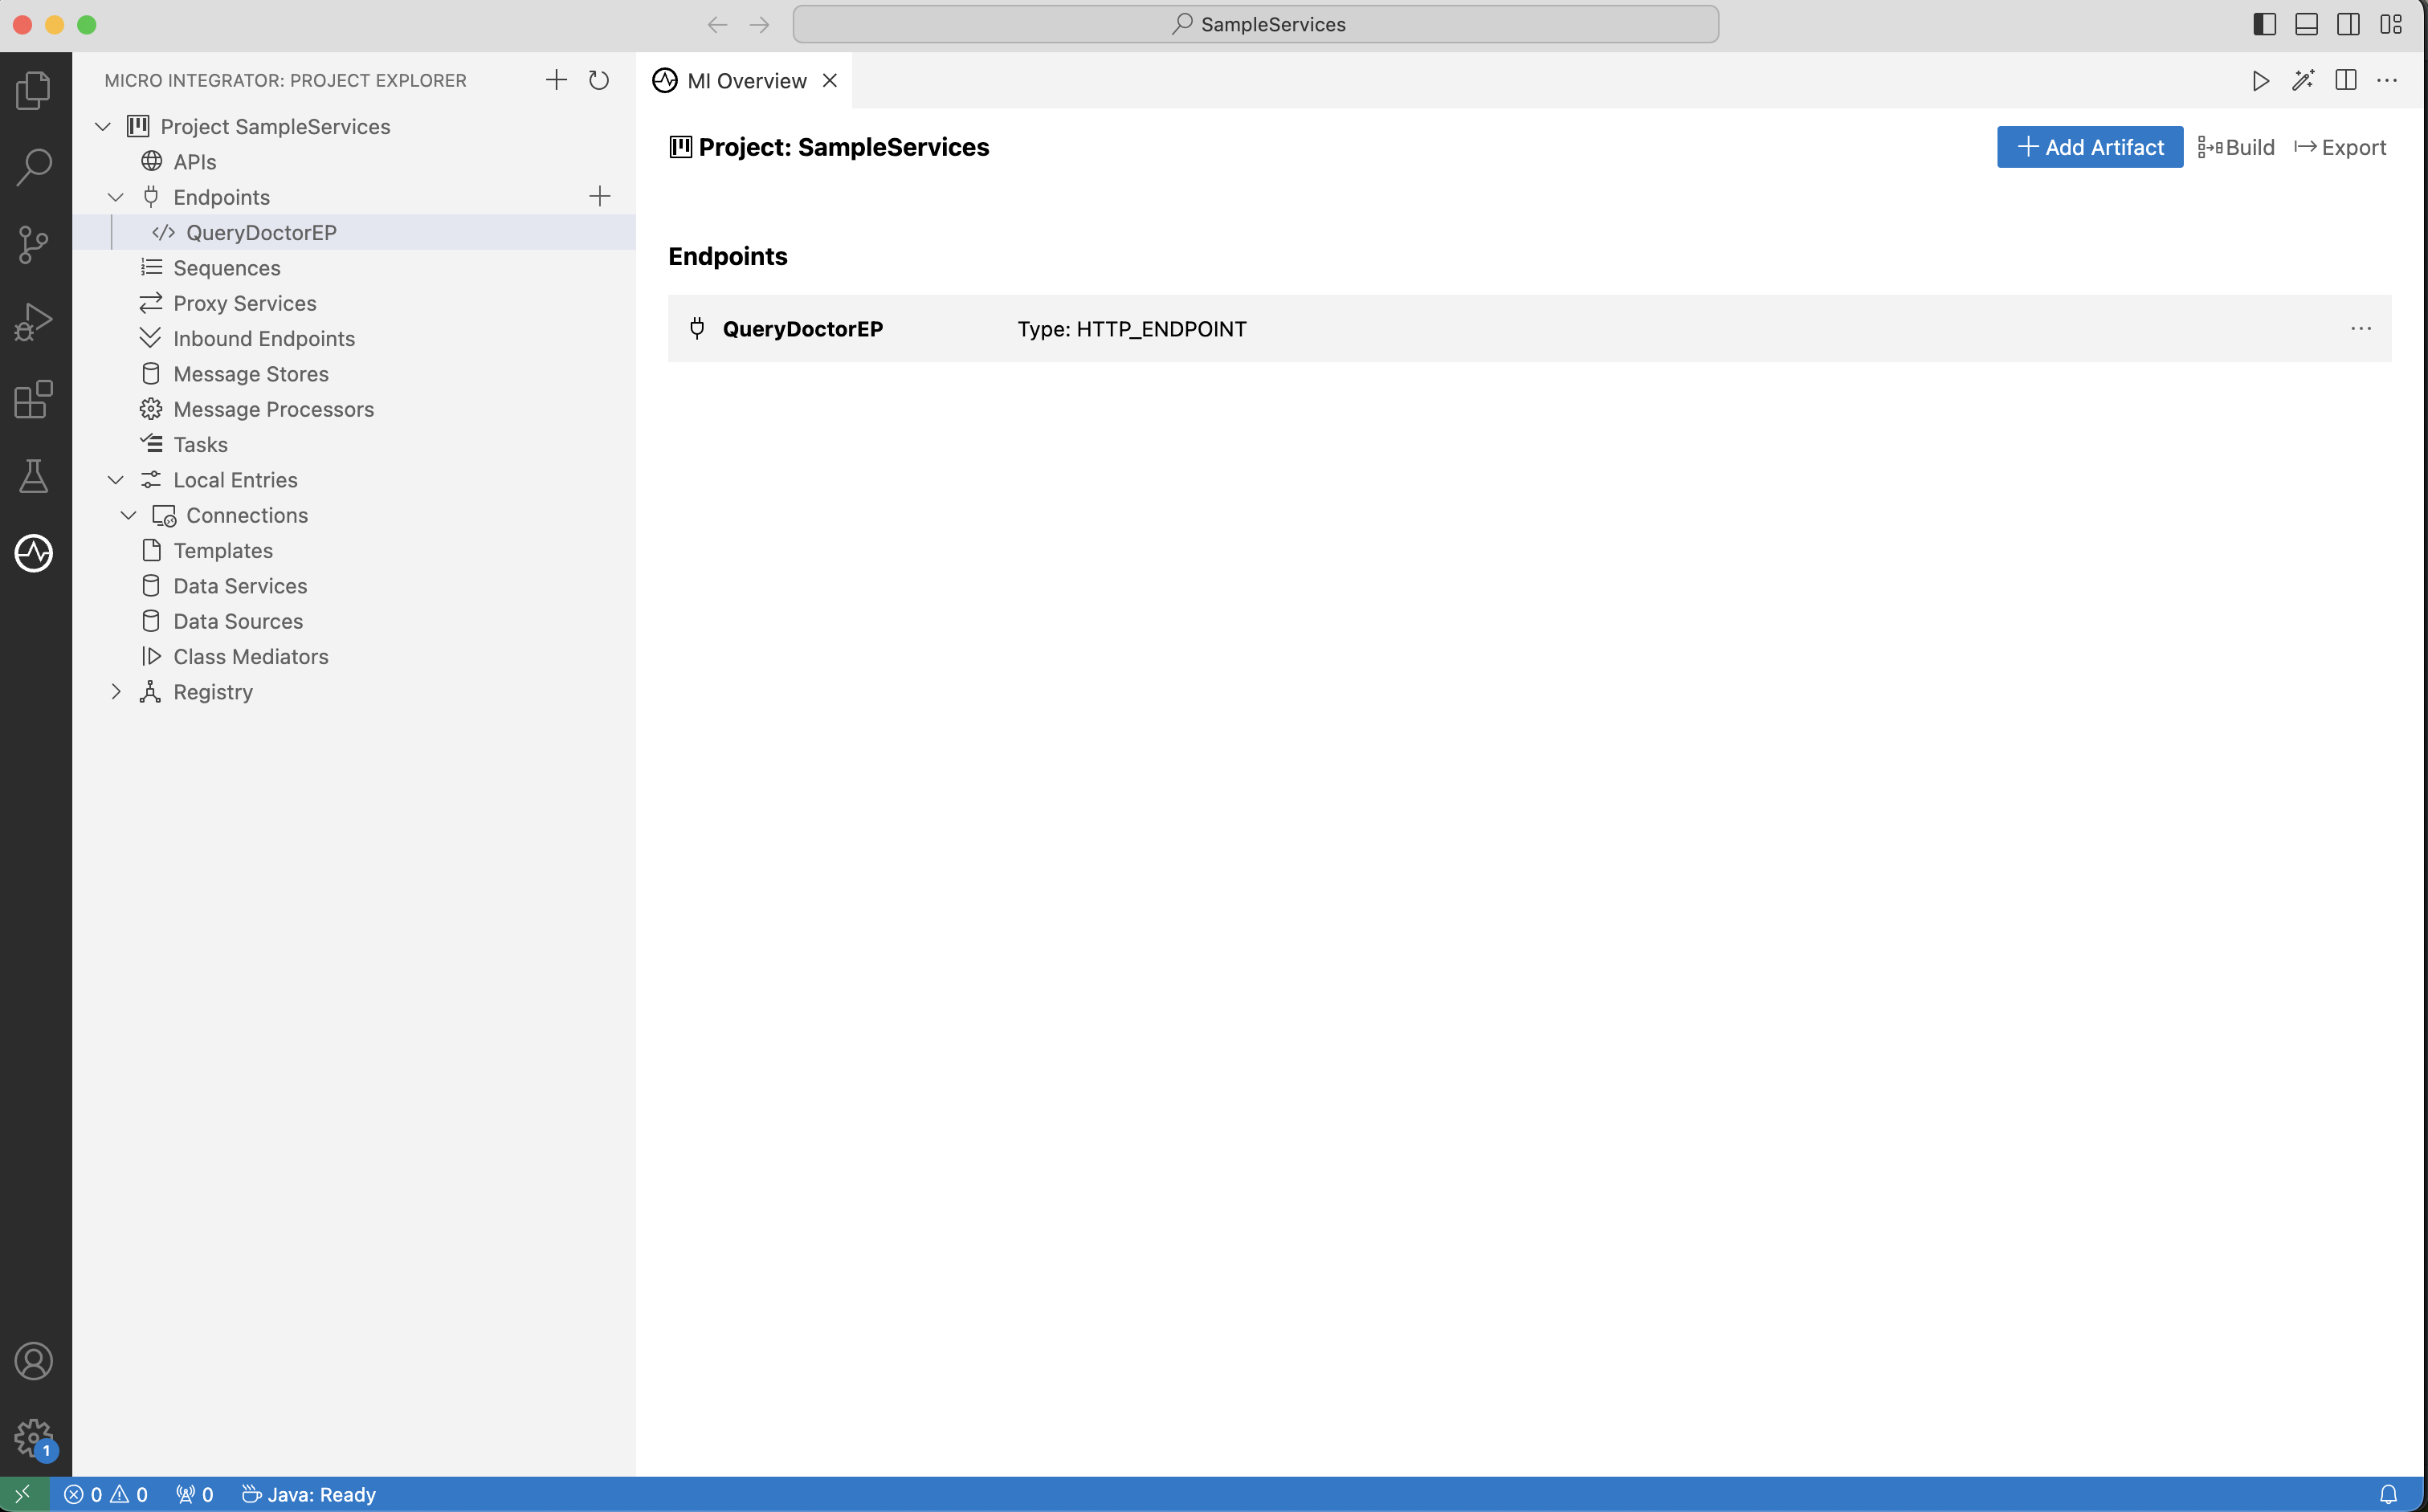 SampleServices
MICRO INTEGRATOR: PROJECT EXPLORER
MI Overview
Project SampleServices
APIs
Endpoints
QueryDoctorEP
Sequences
Proxy Services
Inbound Endpoints
Message Stores
Message Processors
Tasks
Local Entries
Connections
Templates
Data Services
Data Sources
Class Mediators
Registry
Project: SampleServices
Add Artifact
Build
Export
Endpoints
QueryDoctorEP Type: HTTP_ENDPOINT
1
0 0 0 Java: Ready